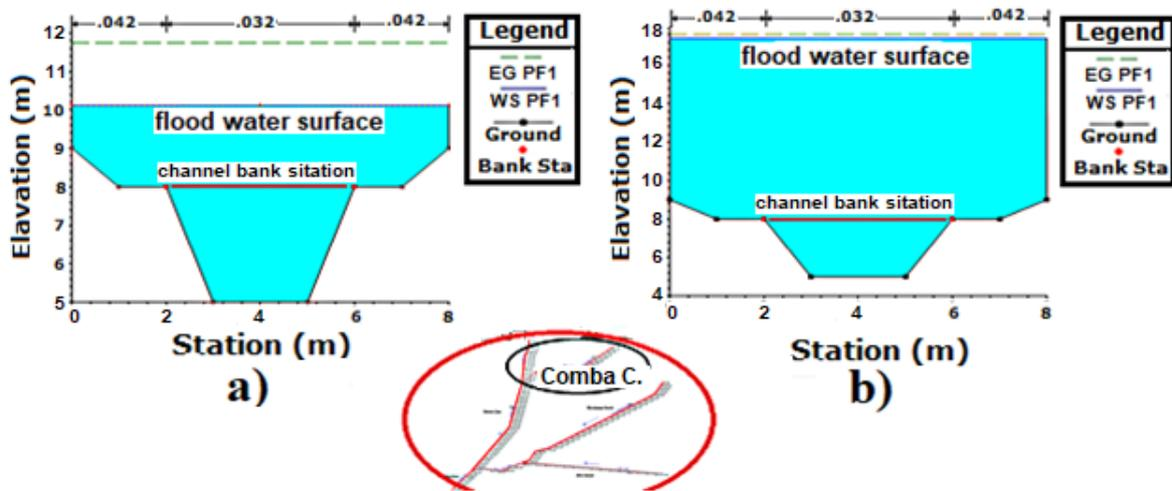 .042 .032 .042
12
11
10
9
8
7
6
5
Elavation (m)
flood water surface
channel bank sitation
0 2 4 6 8
Station (m)
a)
Legend
EG PF1
WS PF1
Ground
Bank Sta
.042 .032 .042
18
16
14
12
10
8
6
4
Elavation (m)
flood water surface
channel bank sitation
0 2 4 6 8
Station (m)
b)
Legend
EG PF1
WS PF1
Ground
Bank Sta
Comba C.